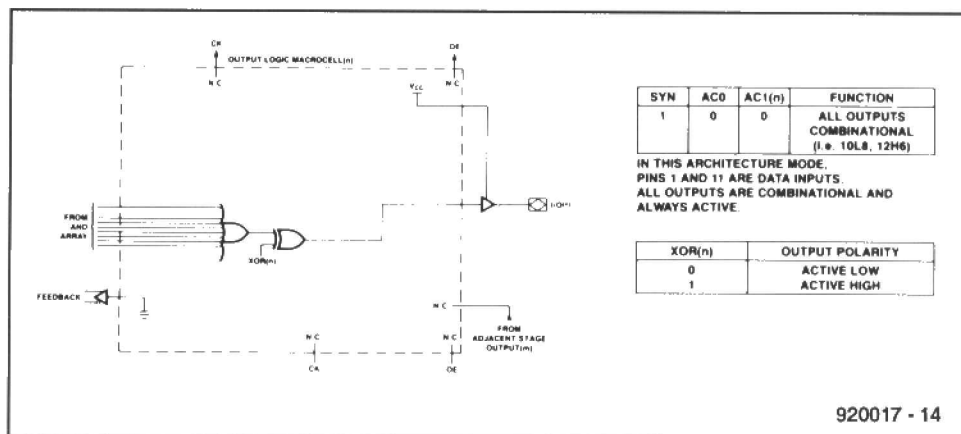 CK
OE
OUTPUT LOGIC MACROCELL(n)
N C
N C
VCC
FROM
AND
ARRAY
XOR(n)
FEEDBACK
N C
FROM
ADJACENT STAGE
OUTPUT(m)
N C
N C
OE
SYN AC0 AC1(n) FUNCTION
1 0 0 ALL OUTPUTS
COMBINATIONAL
(i.e. 10L8, 12H6)
IN THIS ARCHITECTURE MODE,
PINS 1 AND 11 ARE DATA INPUTS.
ALL OUTPUTS ARE COMBINATIONAL AND
ALWAYS ACTIVE.
XOR(n) OUTPUT POLARITY
0 ACTIVE LOW
1 ACTIVE HIGH
920017 - 14